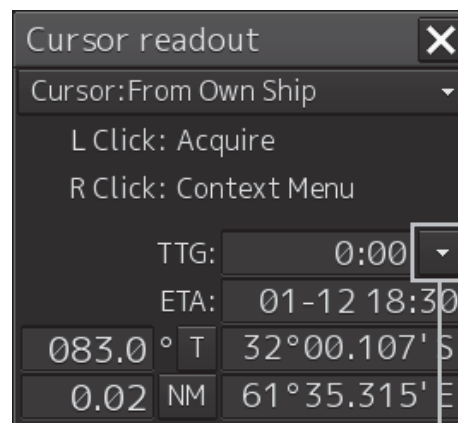 Cursor readout
Cursor:From Own Ship
L Click: Acquire
R Click: Context Menu
TTG: 0:00
ETA: 01-12 18:30
083.0 ° T 32°00.107' S
0.02 NM 61°35.315' E